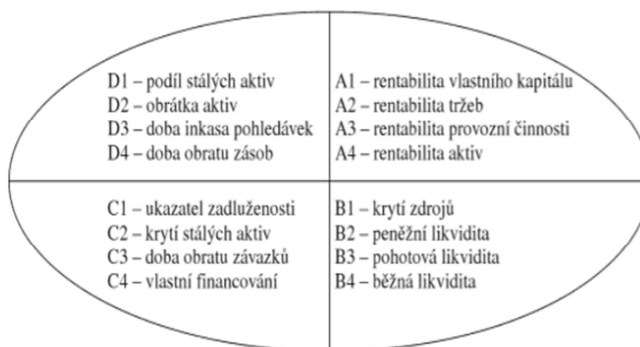 D1 – podíl stálých aktiv
D2 – obrátka aktiv
D3 – doba inkasa pohledávek
D4 – doba obratu zásob
A1 – rentabilita vlastního kapitálu
A2 – rentabilita tržeb
A3 – rentabilita provozní činnosti
A4 – rentabilita aktiv
C1 – ukazatel zadluženosti
C2 – krytí stálých aktiv
C3 – doba obratu závazků
C4 – vlastní financování
B1 – krytí zdrojů
B2 – peněžní likvidita
B3 – pohotová likvidita
B4 – běžná likvidita